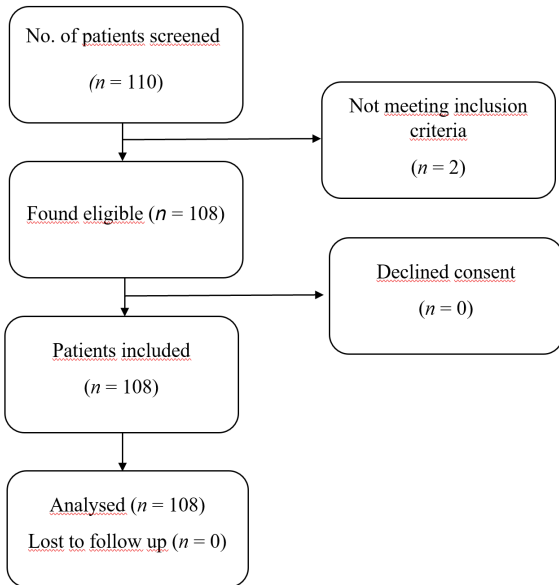 No. of patients screened
(n = 110)
Not meeting inclusion
criteria
(n = 2)
Found eligible (n = 108)
Declined consent
(n = 0)
Patients included
(n = 108)
Analysed (n = 108)
Lost to follow up (n = 0)